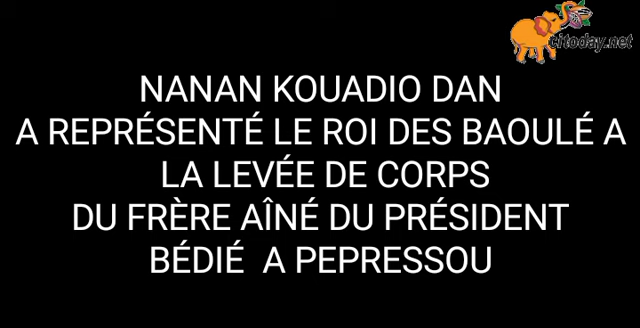 citoday.net
NANAN KOUADIO DAN
A REPRÉSENTÉ LE ROI DES BAOULÉ A
LA LEVÉE DE CORPS
DU FRÈRE AÎNÉ DU PRÉSIDENT
BÉDIÉ  A PEPRESSOU